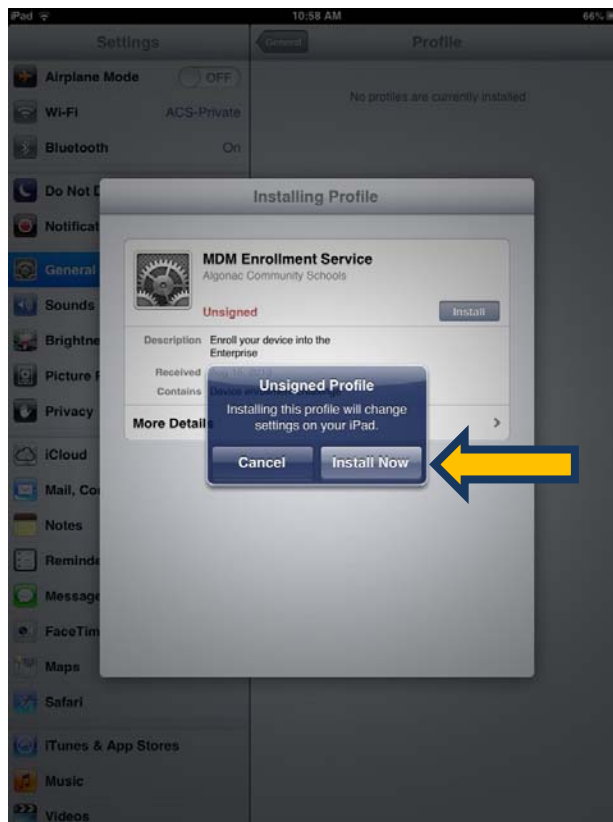 iPad 10:58 AM 66%
Settings General Profile
Airplane Mode OFF
No profiles are currently installed
Wi-Fi ACS-Private
Bluetooth On
Do Not D
Installing Profile
Notificat
MDM Enrollment Service
Algonac Community Schools
General
Unsigned Install
Sounds
Description Enroll your device into the
Enterprise
Brightne
Received
Picture F
Contains
Unsigned Profile
Installing this profile will change
settings on your iPad.
Privacy
More Details
iCloud
Cancel Install Now
Mail, Con
Notes
Reminde
Message
FaceTim
Maps
Safari
iTunes & App Stores
Music
Videos